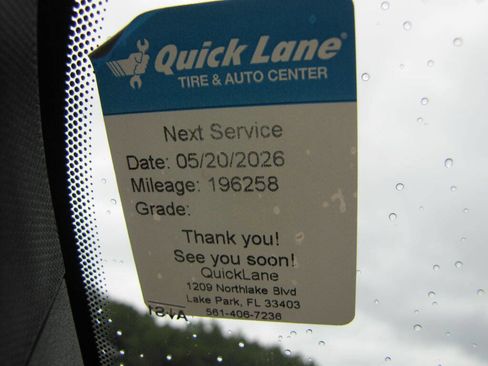 Quick Lane®
TIRE & AUTO CENTER
Next Service
Date: 05/20/2026
Mileage: 196258
Grade:
Thank you!
See you soon!
QuickLane
1209 Northlake Blvd
Lake Park, FL 33403
561-406-7236